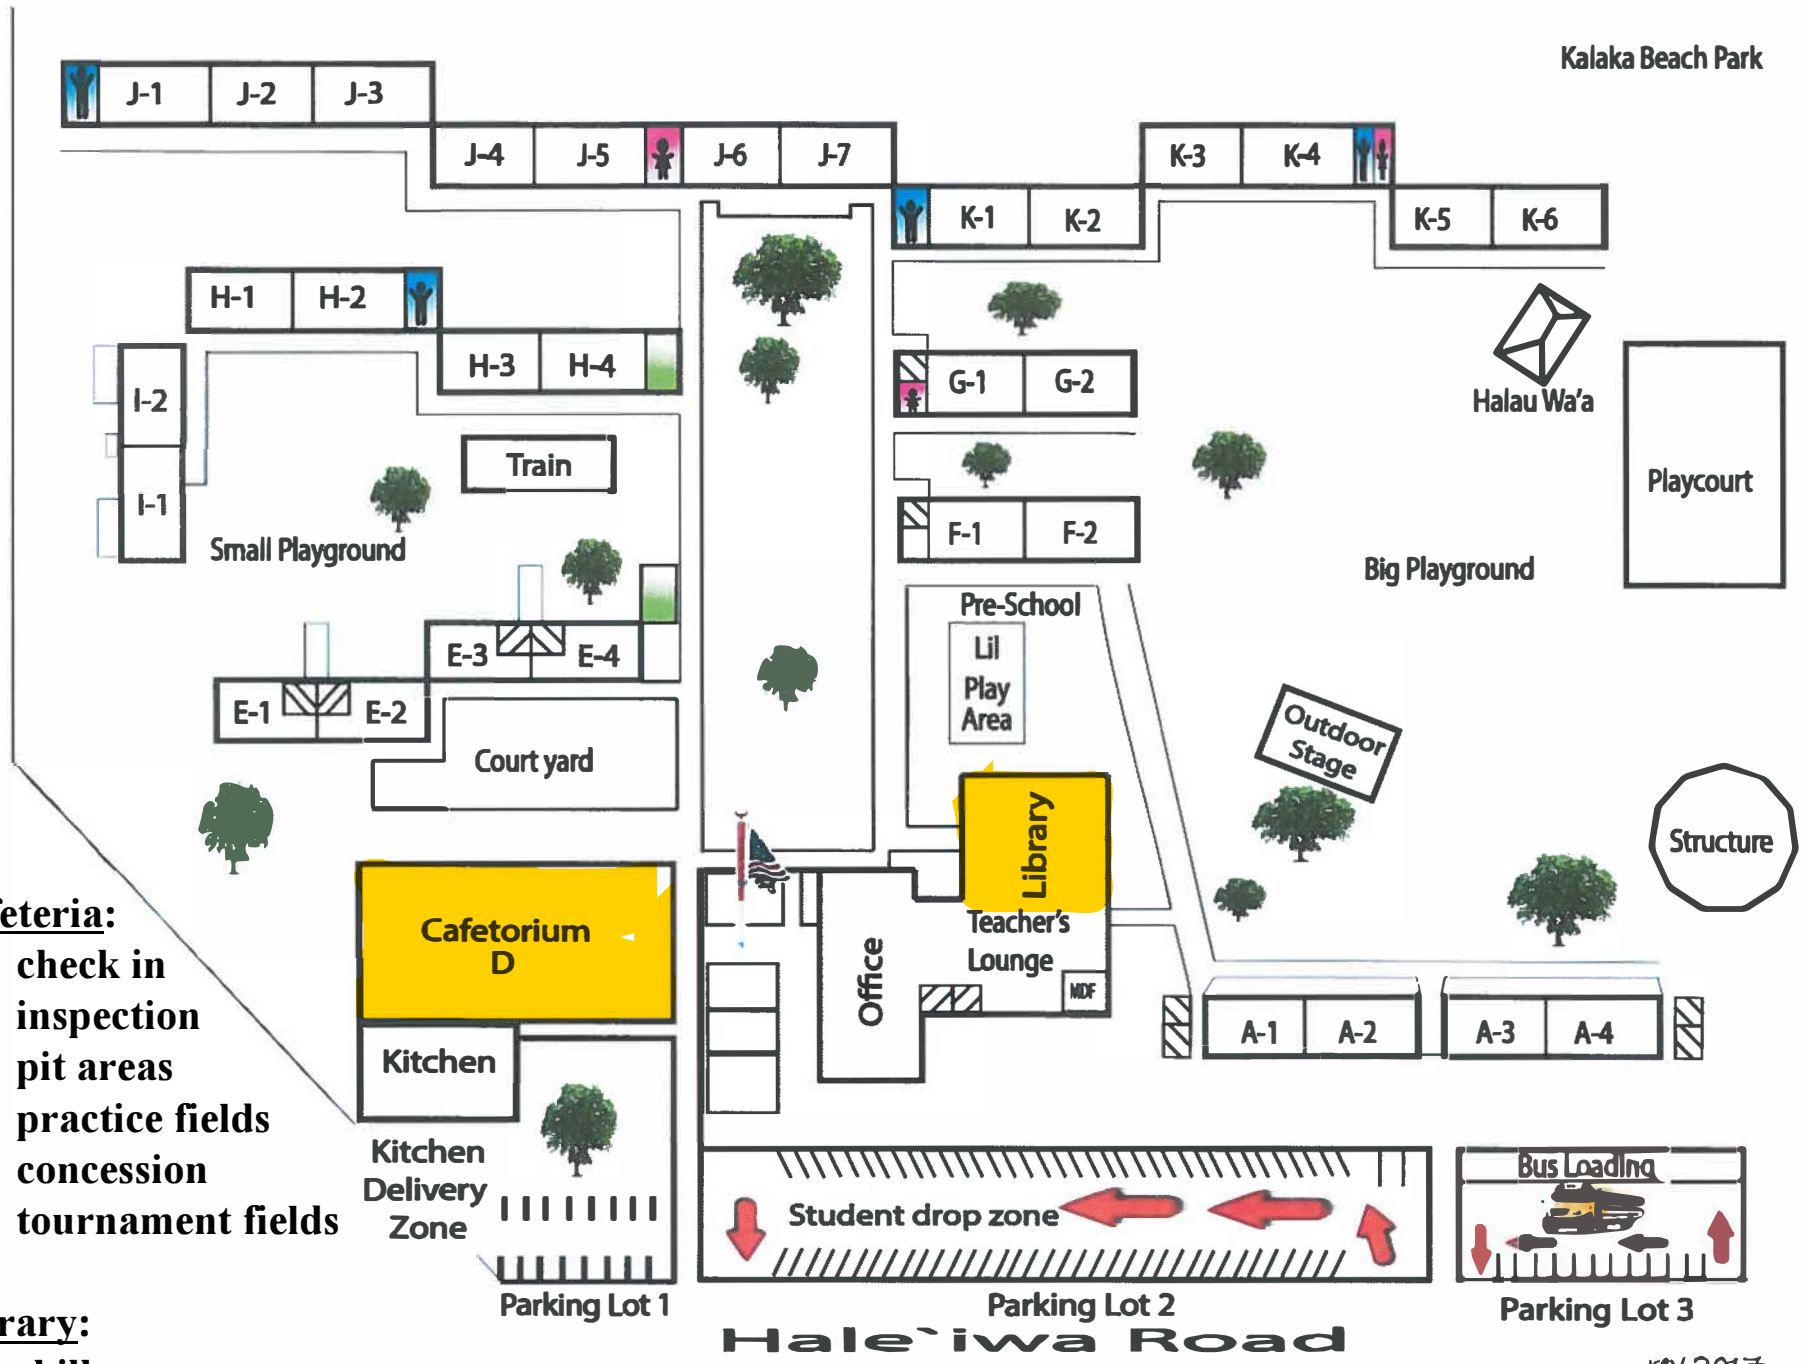 Kalaka Beach Park
J-1 J-2 J-3
J-4 J-5 J-6 J-7
K-3 K-4
K-1 K-2
K-5 K-6
H-1 H-2
H-3 H-4
G-1 G-2
Halau Wa'a
I-2
I-1
Train
Playcourt
Small Playground
F-1 F-2
Big Playground
Pre-School
Lil
Play
Area
E-3 E-4
E-1 E-2
Court yard
Outdoor
Stage
Library
Structure
Cafetorium
D
Office
Teacher's
Lounge
MDF
A-1 A-2 A-3 A-4
Kitchen
feteria:
check in
inspection
pit areas
practice fields
concession
tournament fields
rary:
Kitchen
Delivery
Zone
Student drop zone
Bus Loading
Parking Lot 1
Parking Lot 2
Parking Lot 3
Hale`iwa Road